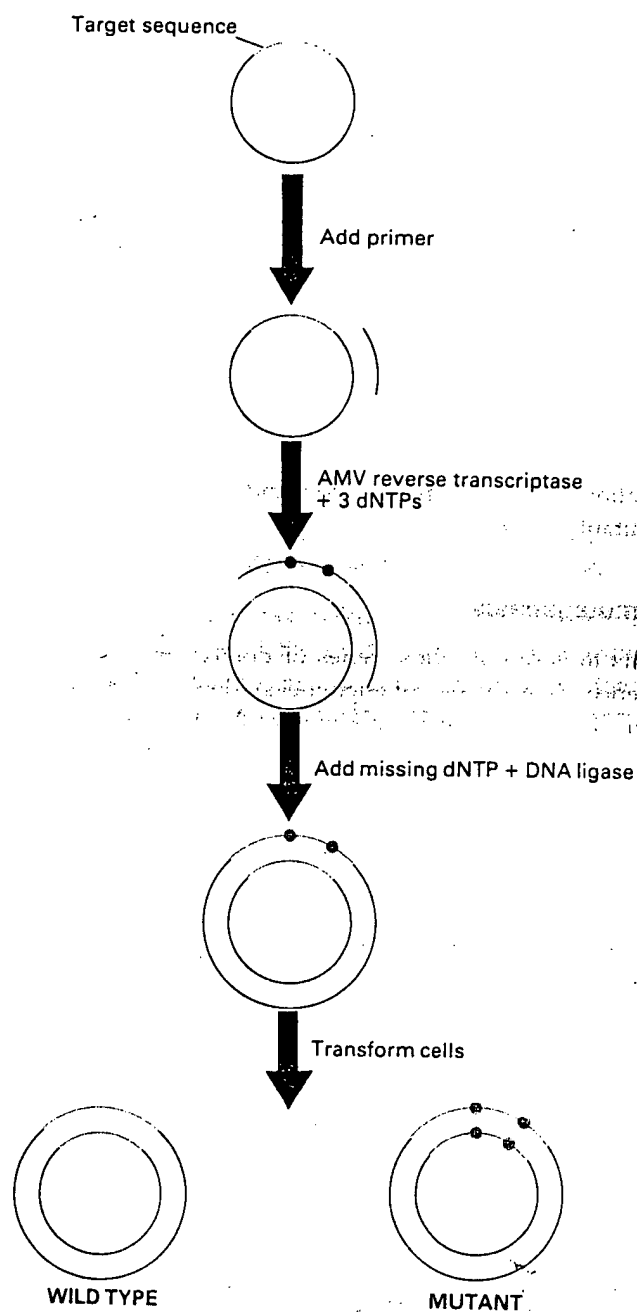 Target sequence
Add primer
AMV reverse transcriptase
+ 3 dNTPs
Add missing dNTP + DNA ligase
Transform cells
WILD TYPE
MUTANT